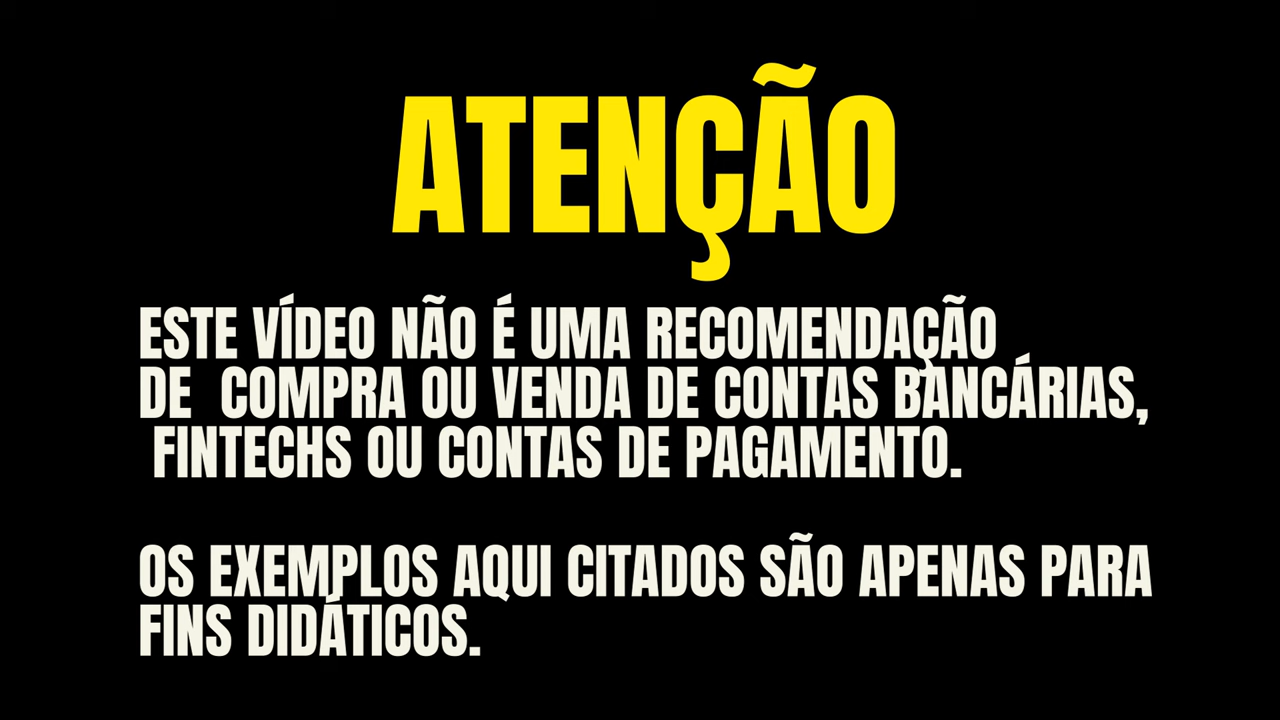 ATENÇÃO
ESTE VÍDEO NÃO É UMA RECOMENDAÇÃO
DE COMPRA OU VENDA DE CONTAS BANCÁRIAS,
FINTECHS OU CONTAS DE PAGAMENTO.
OS EXEMPLOS AQUI CITADOS SÃO APENAS PARA
FINS DIDÁTICOS.